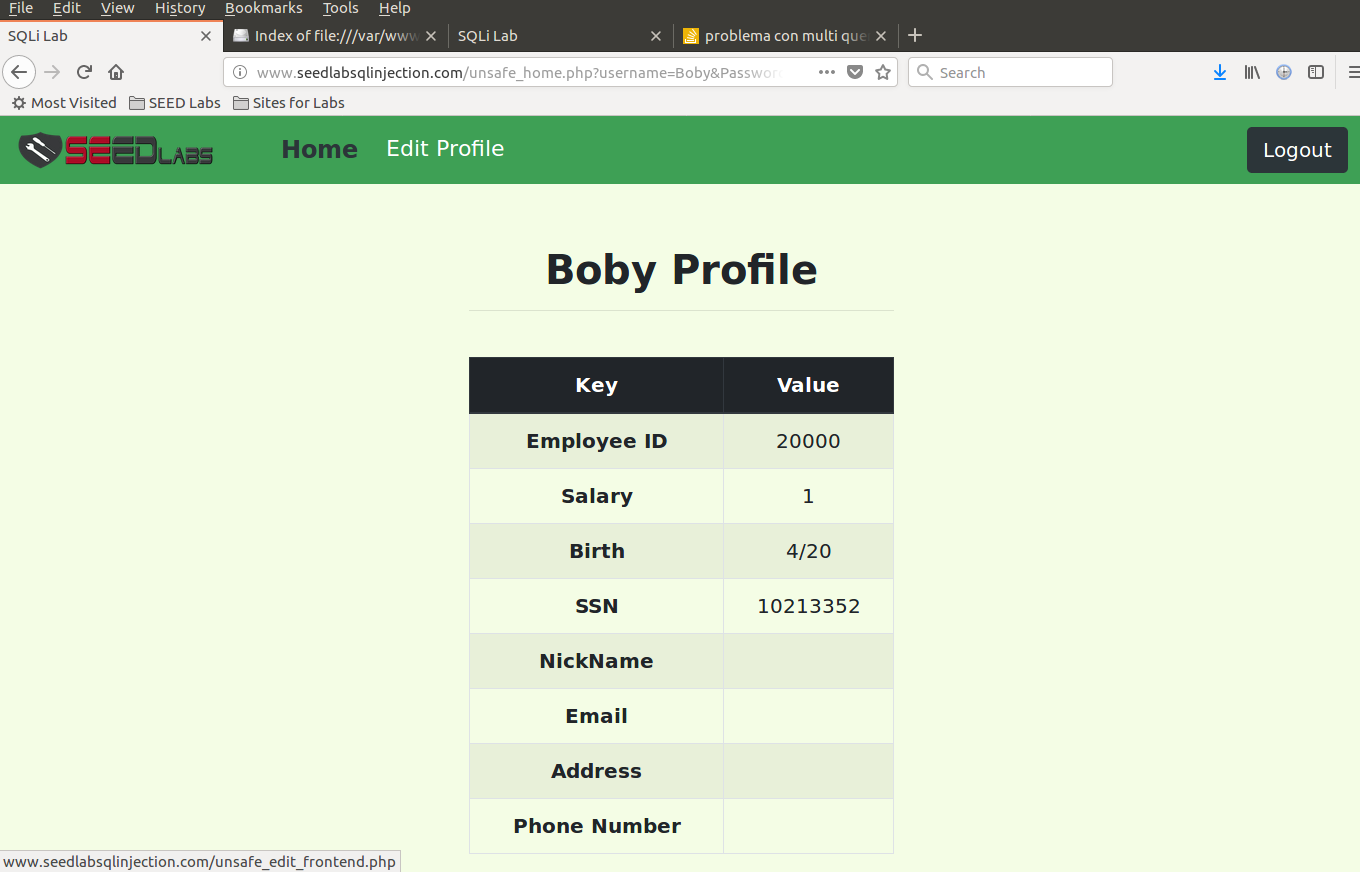 File Edit View History Bookmarks Tools Help
SQLi Lab Index of file:///var/www SQLi Lab problema con multi que
www.seedlabsqlinjection.com/unsafe_home.php?username=Boby&Passwor Search
Most Visited SEED Labs Sites for Labs
SEEDLABS Home Edit Profile Logout
Boby Profile
Key Value
Employee ID 20000
Salary 1
Birth 4/20
SSN 10213352
NickName
Email
Address
Phone Number
www.seedlabsqlinjection.com/unsafe_edit_frontend.php